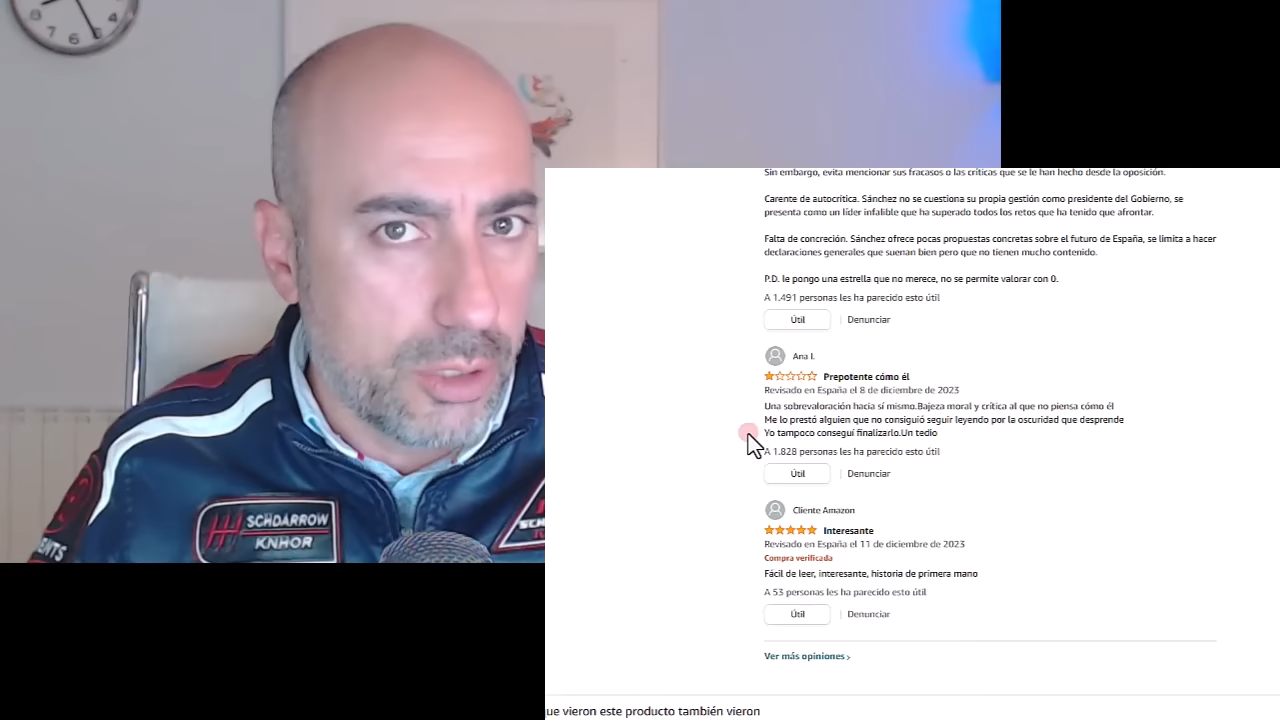 7 6 5
SCHDARROW
KNHOR
Sin embargo, evita mencionar sus fracasos o las críticas que se le han hecho desde la oposición.
Carente de autocrítica. Sánchez no se cuestiona su propia gestión como presidente del Gobierno, se
presenta como un líder infalible que ha superado todos los retos que ha tenido que afrontar.
Falta de concreción. Sánchez ofrece pocas propuestas concretas sobre el futuro de España, se limita a hacer
declaraciones generales que suenan bien pero que no tienen mucho contenido.
P.D. le pongo una estrella que no merece, no se permite valorar con 0.
A 1.491 personas les ha parecido esto útil
Útil | Denunciar
Ana I.
Prepotente cómo él
Revisado en España el 8 de diciembre de 2023
Una sobrevaloración hacia sí mismo.Bajeza moral y crítica al que no piensa cómo él
Me lo prestó alguien que no consiguió seguir leyendo por la oscuridad que desprende
Yo tampoco conseguí finalizarlo.Un tedio
A 1.828 personas les ha parecido esto útil
Útil | Denunciar
Cliente Amazon
Interesante
Revisado en España el 11 de diciembre de 2023
Compra verificada
Fácil de leer, interesante, historia de primera mano
A 53 personas les ha parecido esto útil
Útil | Denunciar
Ver más opiniones ›
ue vieron este producto también vieron